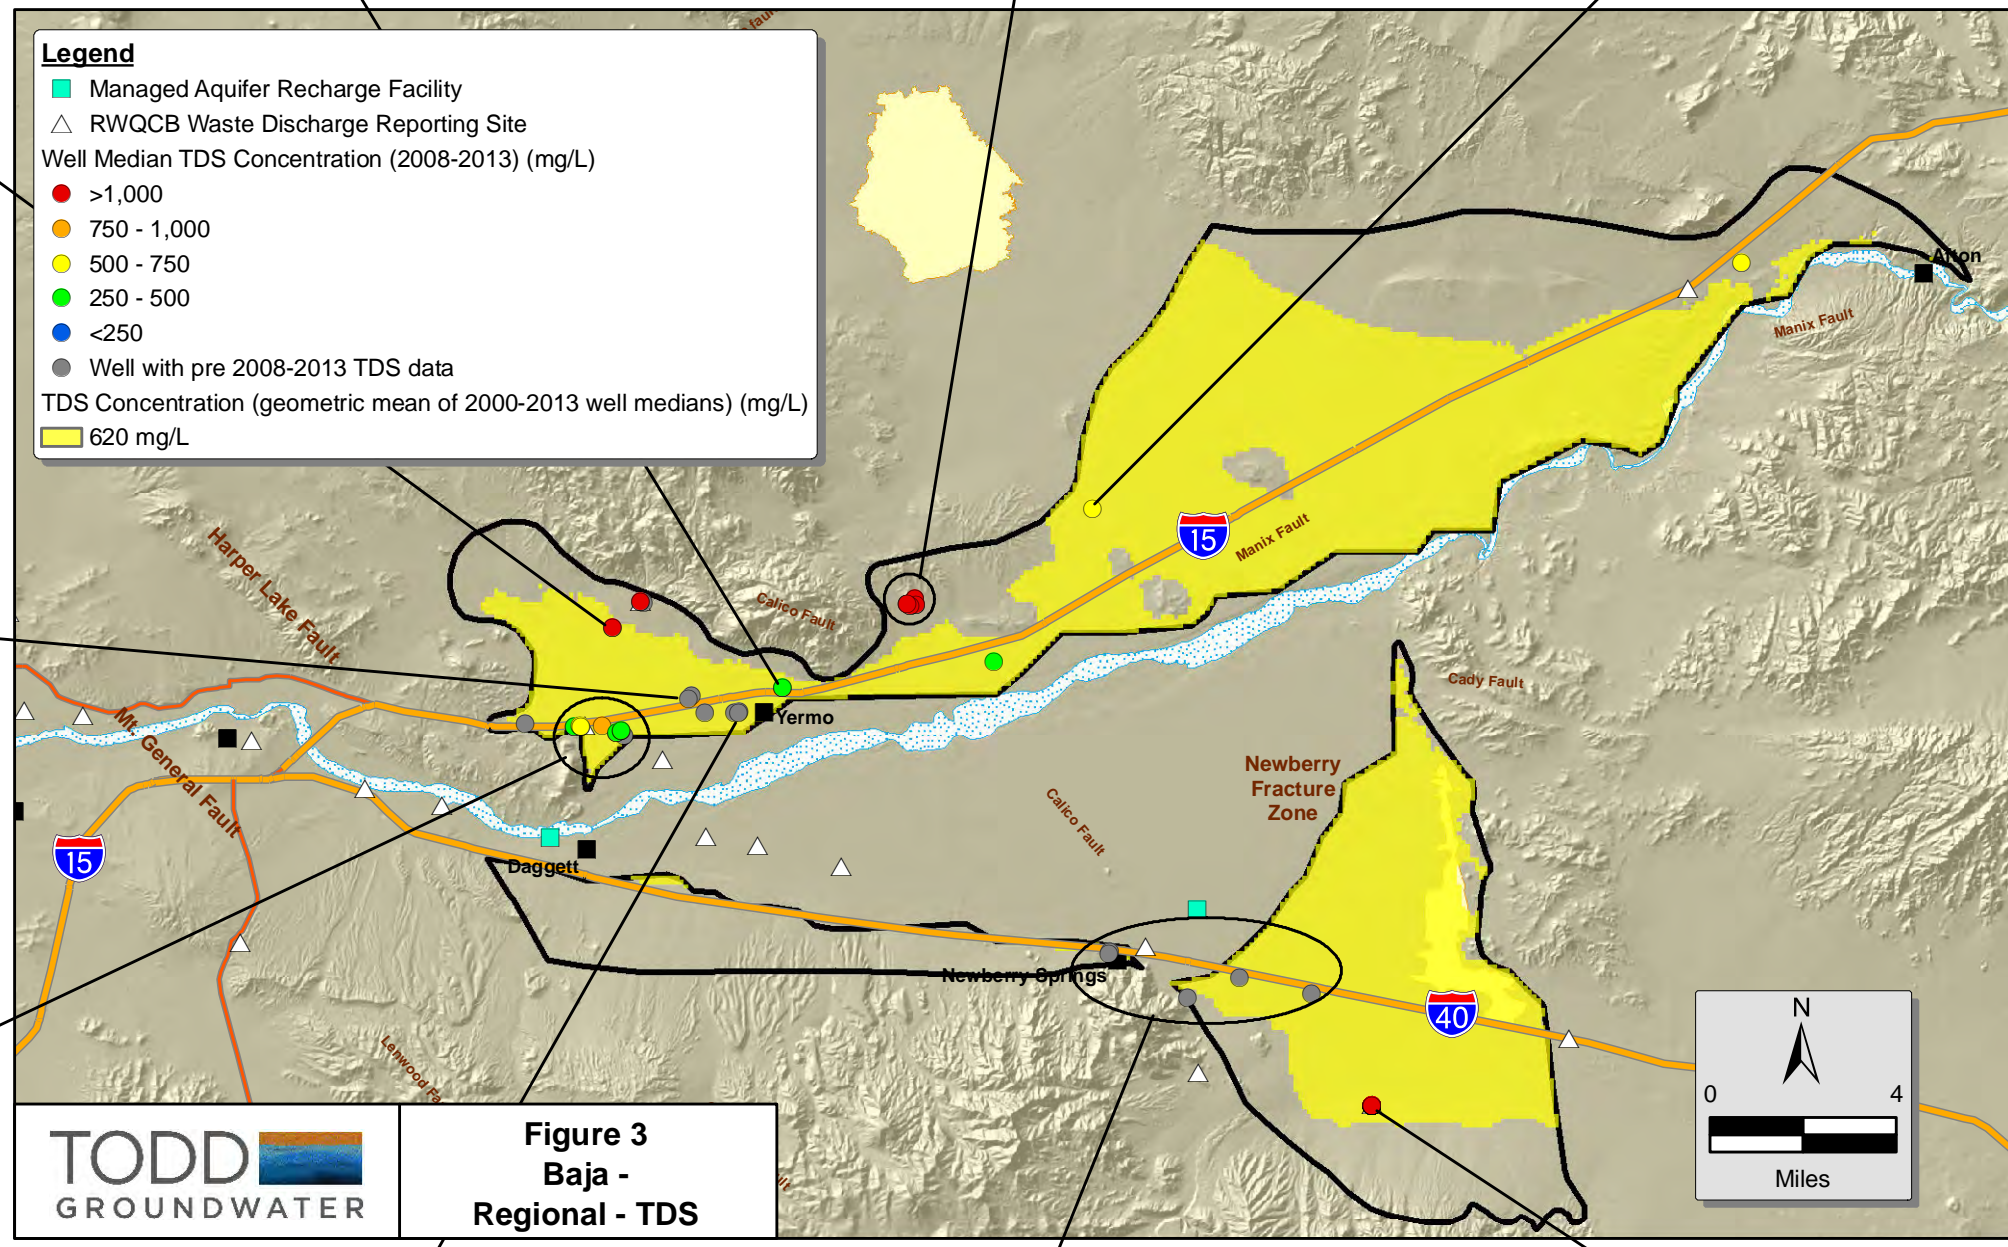 Legend
Managed Aquifer Recharge Facility
RWQCB Waste Discharge Reporting Site
Well Median TDS Concentration (2008-2013) (mg/L)
>1,000
750 - 1,000
500 - 750
250 - 500
<250
Well with pre 2008-2013 TDS data
TDS Concentration (geometric mean of 2000-2013 well medians) (mg/L)
620 mg/L
Afton
Manix Fault
15
Manix Fault
Harper Lake Fault
Calico Fault
Cady Fault
Yermo
Mt. General Fault
Newberry
Fracture
Zone
Calico Fault
15
Daggett
Newberry Springs
40
Lenwood Fa
N
0 4
Miles
TODD
GROUNDWATER
Figure 3
Baja -
Regional - TDS